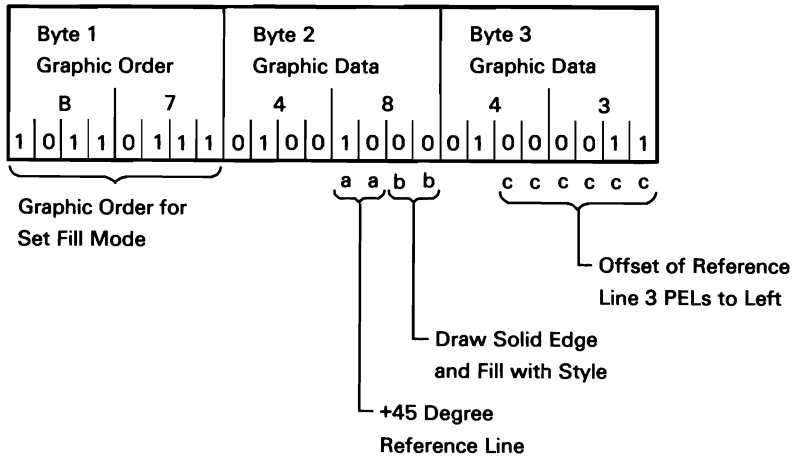 Byte 1 Byte 2 Byte 3
Graphic Order Graphic Data Graphic Data
B 7 4 8 4 3
1 0 1 1 0 1 1 1 0 1 0 0 1 0 0 0 0 1 0 0 0 0 1 1
a a b b c c c c c c
Graphic Order for
Set Fill Mode
Offset of Reference
Line 3 PELs to Left
Draw Solid Edge
and Fill with Style
+45 Degree
Reference Line